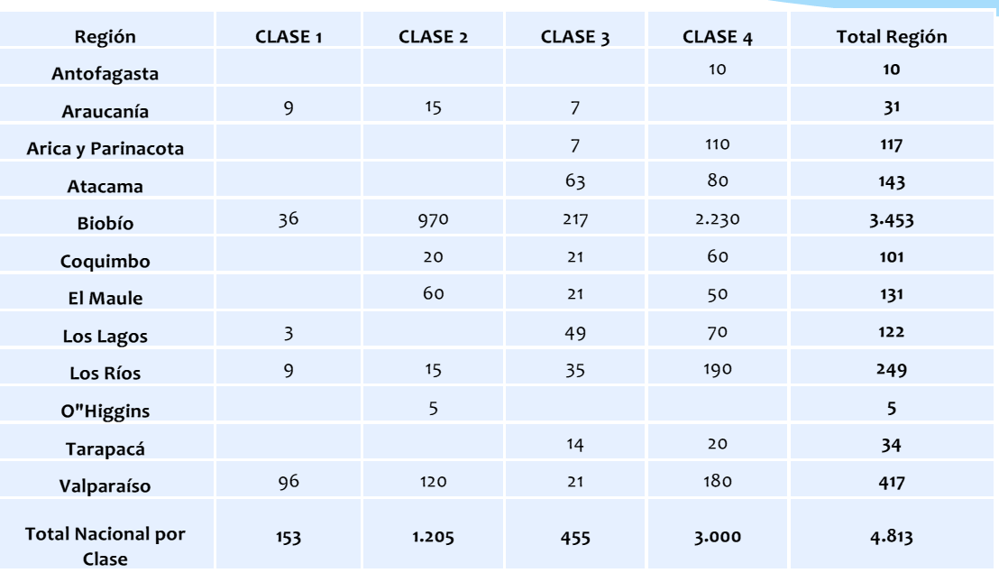 Región CLASE 1 CLASE 2 CLASE 3 CLASE 4 Total Región
Antofagasta 10 10
Araucanía 9 15 7 31
Arica y Parinacota 7 110 117
Atacama 63 80 143
Biobío 36 970 217 2.230 3.453
Coquimbo 20 21 60 101
El Maule 60 21 50 131
Los Lagos 3 49 70 122
Los Ríos 9 15 35 190 249
O"Higgins 5 5
Tarapacá 14 20 34
Valparaíso 96 120 21 180 417
Total Nacional por
Clase 153 1.205 455 3.000 4.813